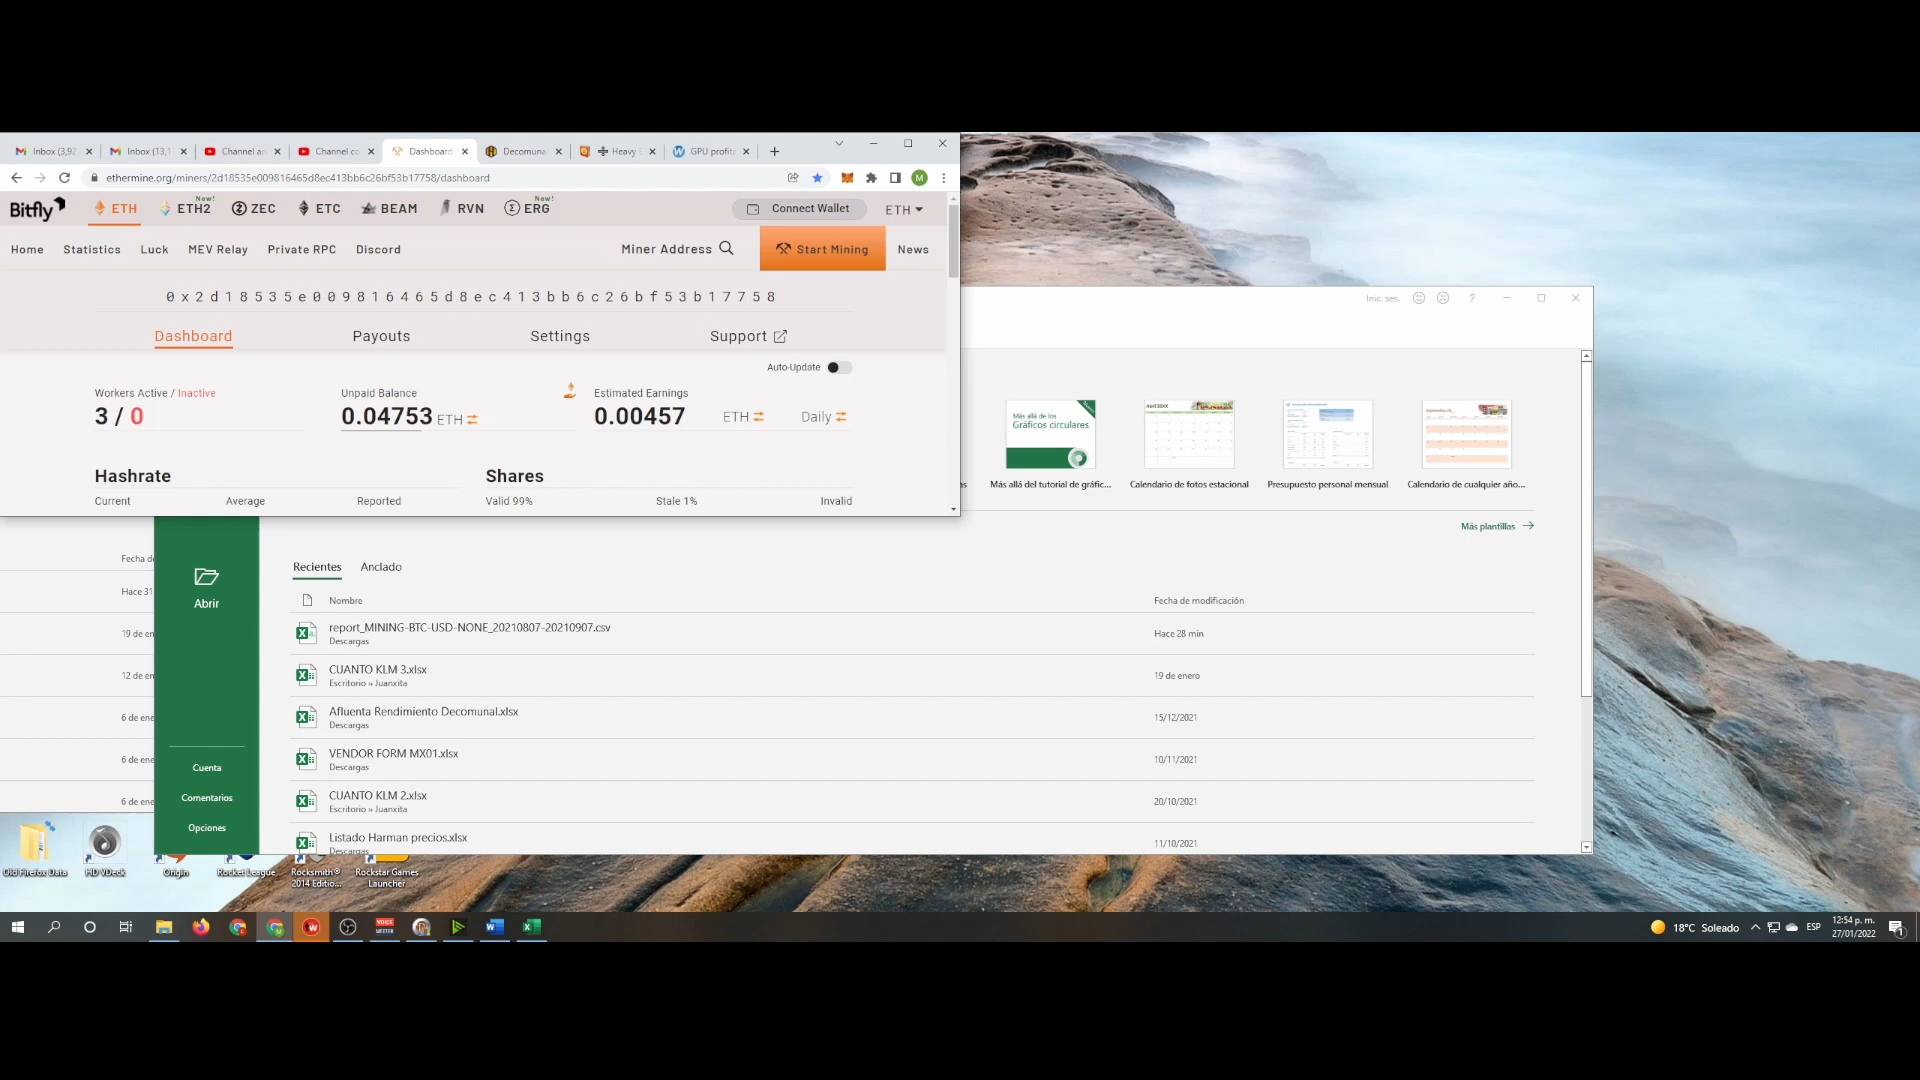 Inbox (3,92
Inbox (13,1
Channel an
Channel co
Dashboard
Decomuna
Heavy
GPU profit
ethermine.org/miners/2d18535e009816465d8ec413bb6c26bf53b17758/dashboard
M
Bitfly
ETH
ETH2 New!
ZEC
ETC
BEAM
RVN
ERG New!
Connect Wallet
ETH
Home
Statistics
Luck
MEV Relay
Private RPC
Discord
Miner Address
Start Mining
News
0x2d18535e009816465d8ec413bb6c26bf53b17758
Dashboard
Payouts
Settings
Support
Auto-Update
Workers Active / Inactive
3 / 0
Unpaid Balance
0.04753 ETH
Estimated Earnings
0.00457 ETH Daily
Hashrate
Current Average Reported
Shares
Valid 99% Stale 1% Invalid
Inic. ses.
?
Más allá de los
Gráficos circulares
Abril 20XX
as
Más allá del tutorial de gráfic...
Calendario de fotos estacional
Presupuesto personal mensual
Calendario de cualquier año...
Más plantillas
Fecha de
Hace 31
19 de en
12 de en
6 de ene
6 de ene
6 de ene
Abrir
Cuenta
Comentarios
Opciones
Recientes Anclado
Nombre Fecha de modificación
report_MINING-BTC-USD-NONE_20210807-20210907.csv
Descargas
Hace 28 min
CUANTO KLM 3.xlsx
Escritorio » Juanxita
19 de enero
Afluenta Rendimiento Decomunal.xlsx
Descargas
15/12/2021
VENDOR FORM MX01.xlsx
Descargas
10/11/2021
CUANTO KLM 2.xlsx
Escritorio » Juanxita
20/10/2021
Listado Harman precios.xlsx
Descargas
11/10/2021
Old Firefox Data
HD VDeck
Origin
Rocket League
Rocksmith®
2014 Editio...
Rockstar Games
Launcher
18°C Soleado
ESP
12:54 p. m.
27/01/2022
1